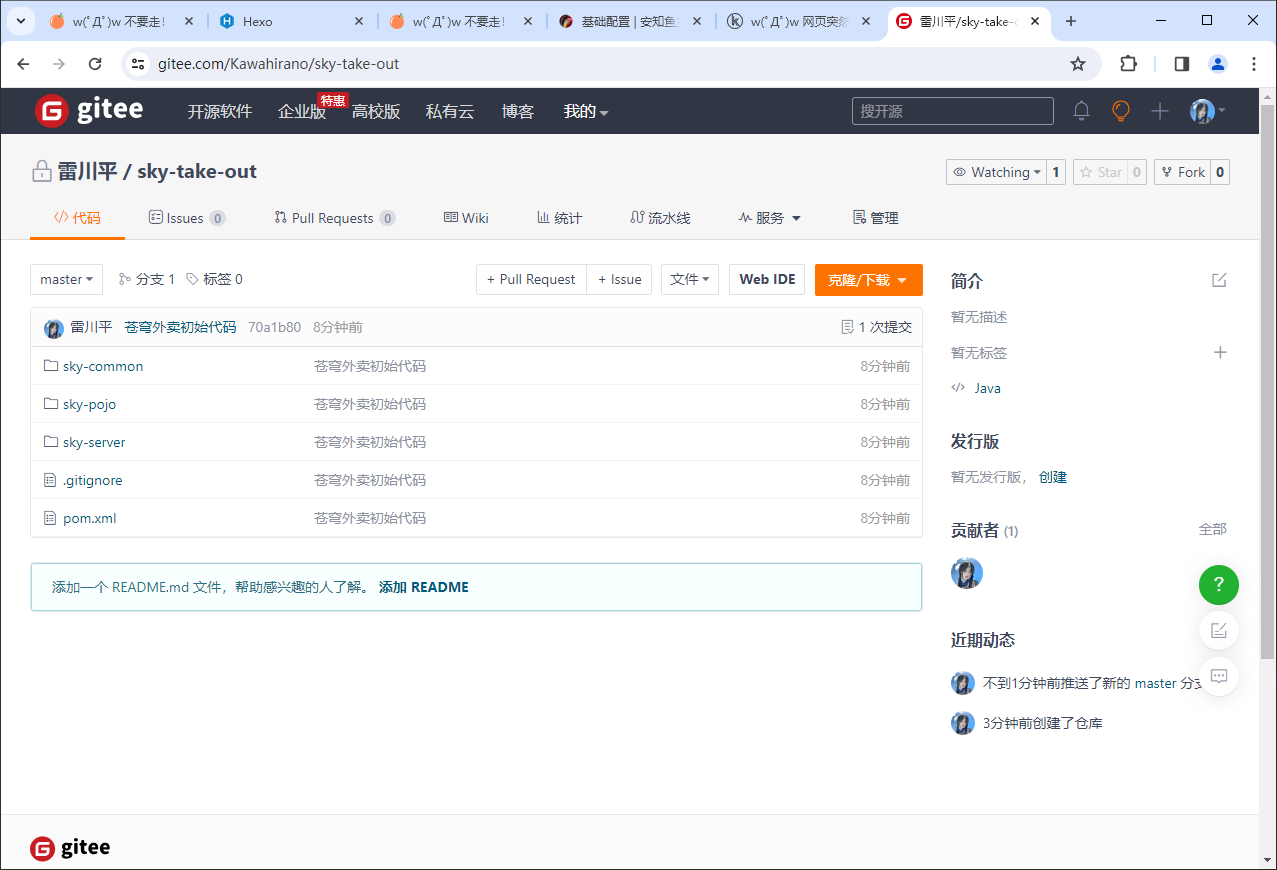 w(ﾟДﾟ)w 不要走!
Hexo
w(ﾟДﾟ)w 不要走!
基础配置 | 安知鱼
w(ﾟДﾟ)w 网页突然
雷川平/sky-take-o
gitee.com/Kawahirano/sky-take-out
gitee 开源软件 企业版 特惠 高校版 私有云 博客 我的 搜开源
雷川平 / sky-take-out Watching 1 Star 0 Fork 0
代码 Issues 0 Pull Requests 0 Wiki 统计 流水线 服务 管理
master 分支 1 标签 0 + Pull Request + Issue 文件 Web IDE 克隆/下载
雷川平 苍穹外卖初始代码 70a1b80 8分钟前 1 次提交
sky-common 苍穹外卖初始代码 8分钟前
sky-pojo 苍穹外卖初始代码 8分钟前
sky-server 苍穹外卖初始代码 8分钟前
.gitignore 苍穹外卖初始代码 8分钟前
pom.xml 苍穹外卖初始代码 8分钟前
添加一个 README.md 文件，帮助感兴趣的人了解。 添加 README
简介
暂无描述
暂无标签
Java
发行版
暂无发行版， 创建
贡献者 (1) 全部
?
近期动态
不到1分钟前推送了新的 master 分支
3分钟前创建了仓库
gitee